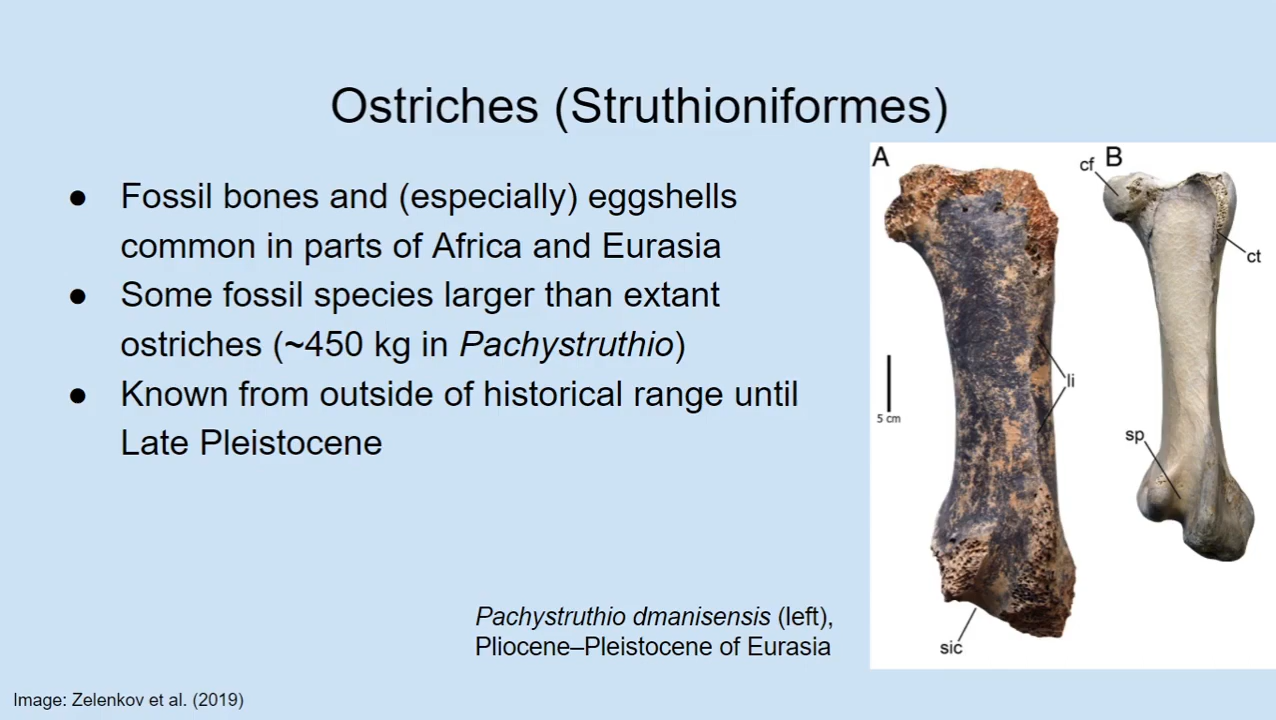 Ostriches (Struthioniformes)
● Fossil bones and (especially) eggshells
common in parts of Africa and Eurasia
● Some fossil species larger than extant
ostriches (~450 kg in Pachystruthio)
● Known from outside of historical range until
Late Pleistocene
A
B
cf
ct
li
5 cm
sp
sic
Pachystruthio dmanisensis (left),
Pliocene–Pleistocene of Eurasia
Image: Zelenkov et al. (2019)